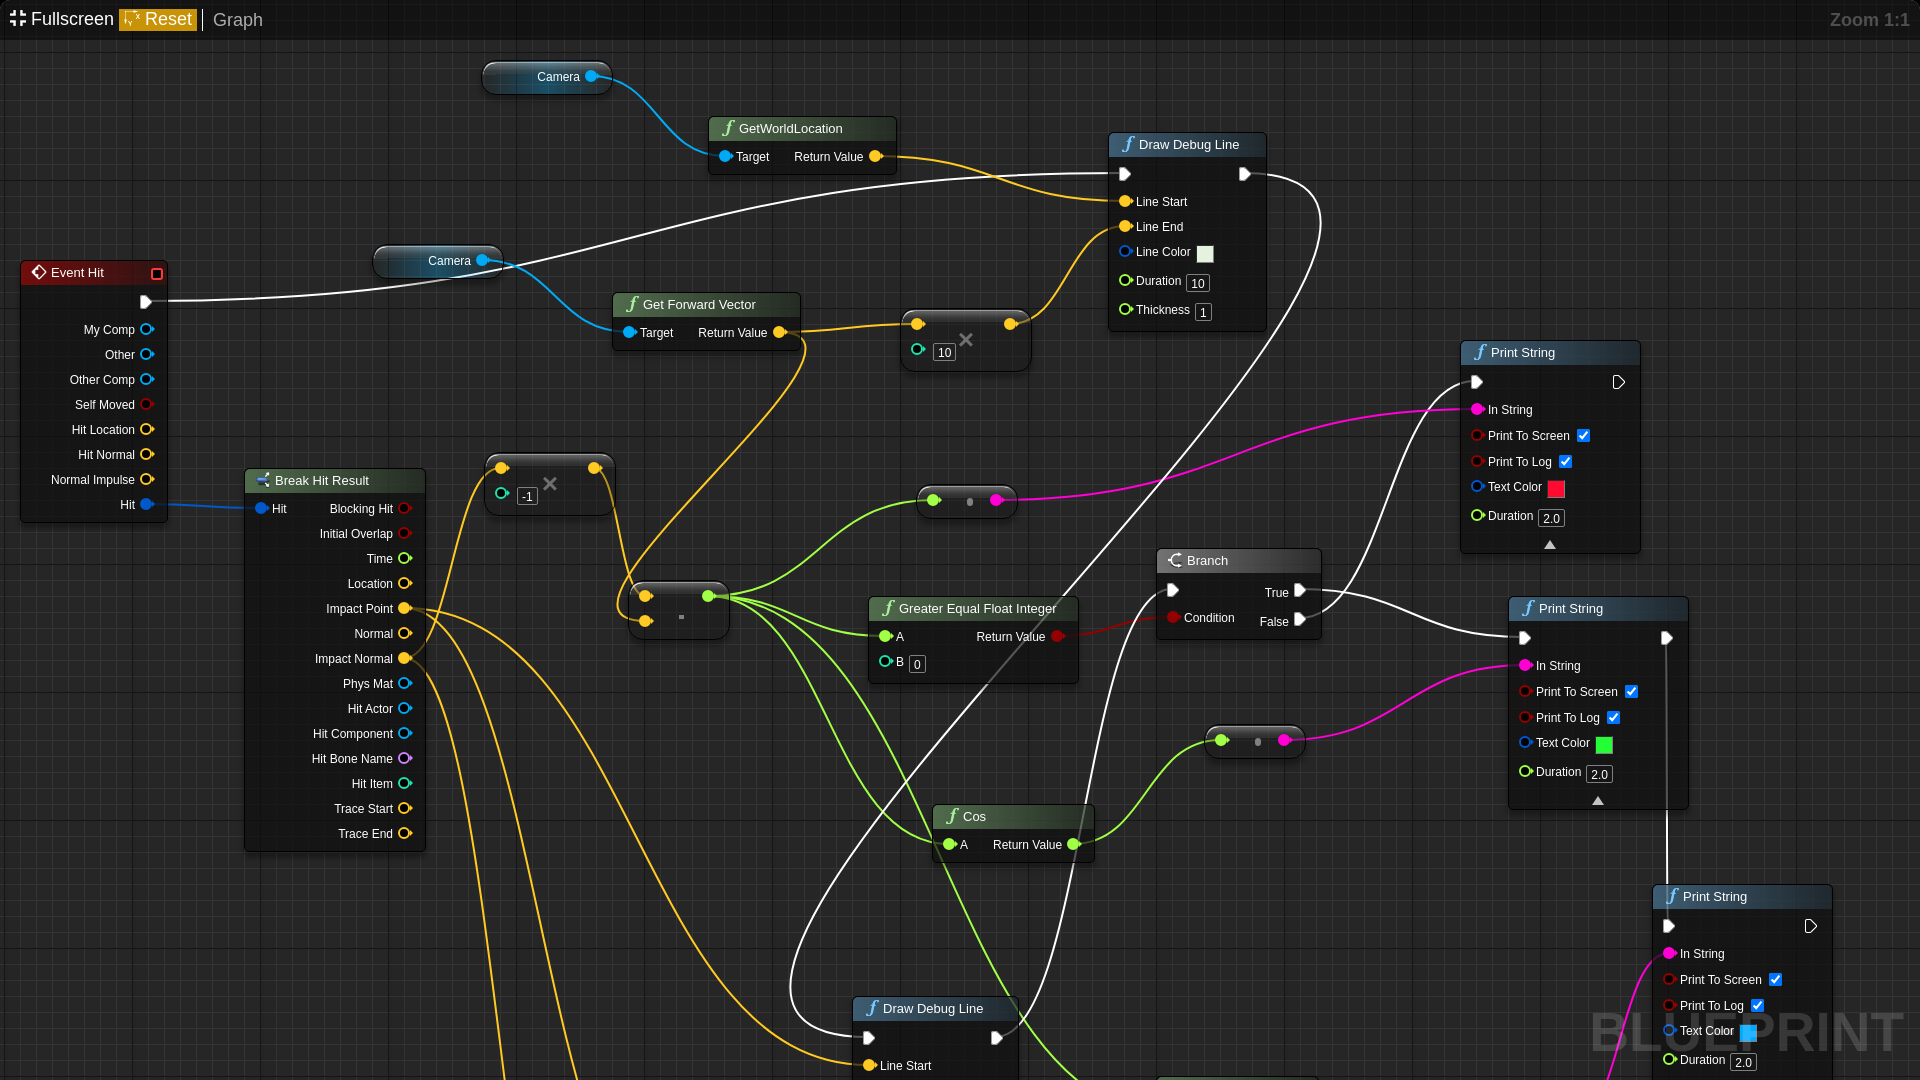 Fullscreen Reset Graph
Zoom 1:1
Camera
GetWorldLocation
Target Return Value
Draw Debug Line
Line Start
Line End
Line Color
Duration 10
Thickness 1
Camera
Event Hit
My Comp
Other
Other Comp
Self Moved
Hit Location
Hit Normal
Normal Impulse
Hit
Get Forward Vector
Target Return Value
10
Print String
In String
Print To Screen
Print To Log
Text Color
Duration 2.0
Break Hit Result
Hit Blocking Hit
Initial Overlap
Time
Location
Impact Point
Normal
Impact Normal
Phys Mat
Hit Actor
Hit Component
Hit Bone Name
Hit Item
Trace Start
Trace End
-1
Greater Equal Float Integer
A Return Value
B 0
Branch
True
Condition
False
Print String
In String
Print To Screen
Print To Log
Text Color
Duration 2.0
Cos
A Return Value
Print String
In String
Print To Screen
Print To Log
Text Color
Duration 2.0
Draw Debug Line
Line Start
BLUEPRINT